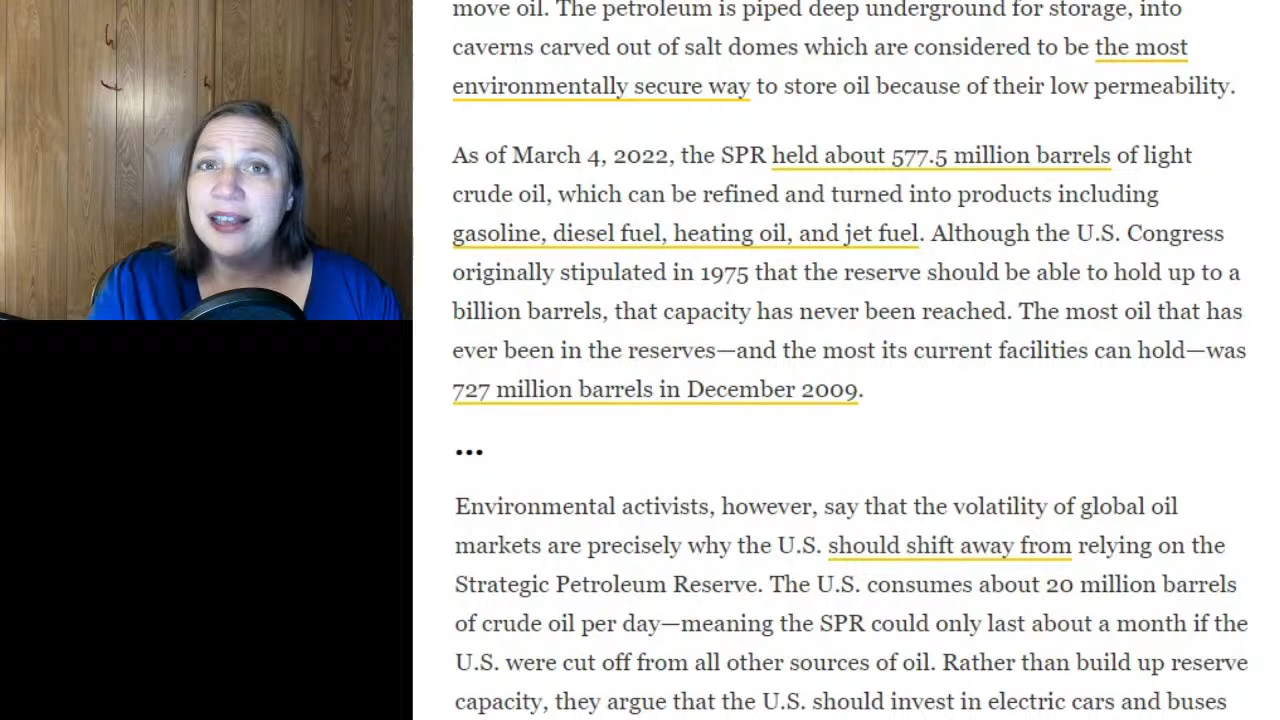 move oil. The petroleum is piped deep underground for storage, into
caverns carved out of salt domes which are considered to be the most
environmentally secure way to store oil because of their low permeability.
As of March 4, 2022, the SPR held about 577.5 million barrels of light
crude oil, which can be refined and turned into products including
gasoline, diesel fuel, heating oil, and jet fuel. Although the U.S. Congress
originally stipulated in 1975 that the reserve should be able to hold up to a
billion barrels, that capacity has never been reached. The most oil that has
ever been in the reserves—and the most its current facilities can hold—was
727 million barrels in December 2009.
...
Environmental activists, however, say that the volatility of global oil
markets are precisely why the U.S. should shift away from relying on the
Strategic Petroleum Reserve. The U.S. consumes about 20 million barrels
of crude oil per day—meaning the SPR could only last about a month if the
U.S. were cut off from all other sources of oil. Rather than build up reserve
capacity, they argue that the U.S. should invest in electric cars and buses